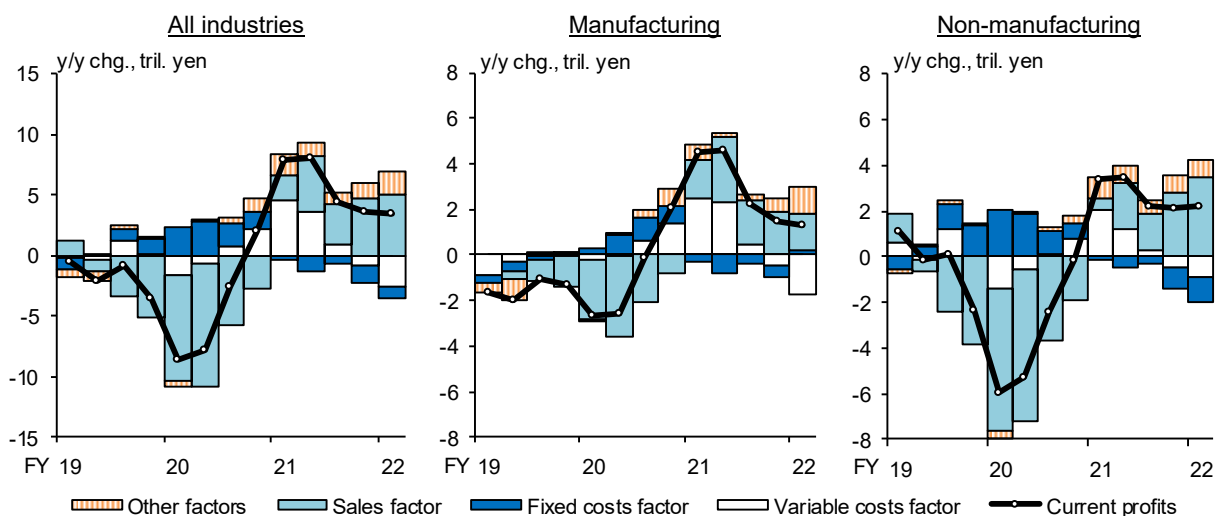 All industries
y/y chg., tril. yen
15
10
5
0
-5
-10
-15
FY 19 20 21 22
Manufacturing
y/y chg., tril. yen
8
6
4
2
0
-2
-4
-6
-8
FY 19 20 21 22
Non-manufacturing
y/y chg., tril. yen
8
6
4
2
0
-2
-4
-6
-8
FY 19 20 21 22
Other factors Sales factor Fixed costs factor Variable costs factor Current profits